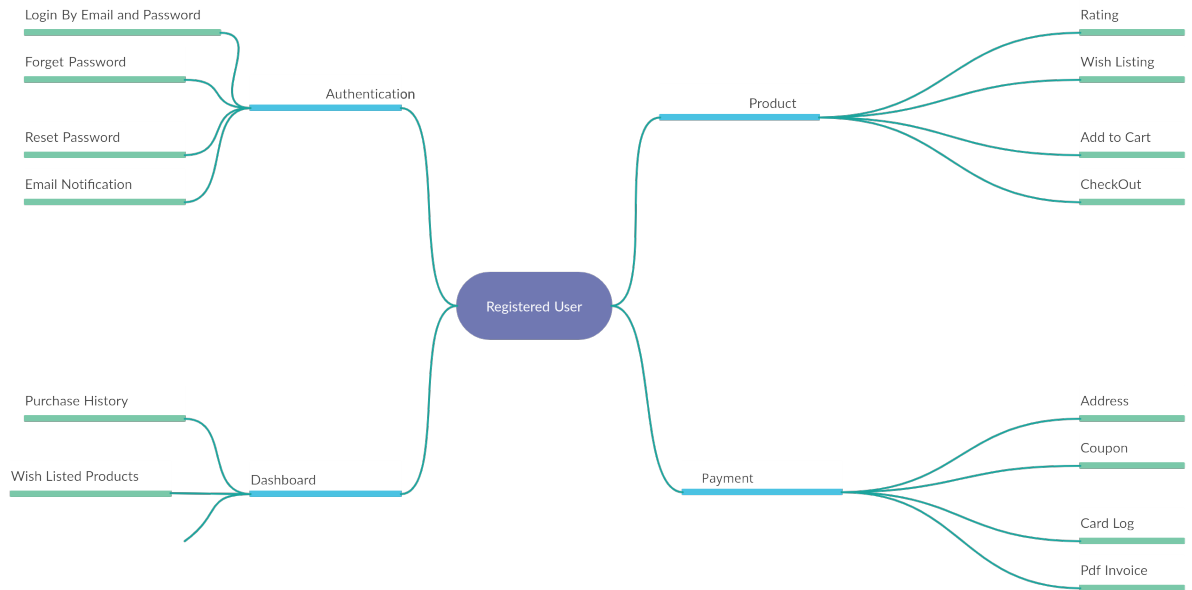 Login By Email and Password
Forget Password
Authentication
Reset Password
Email Notification
Rating
Wish Listing
Product
Add to Cart
CheckOut
Registered User
Purchase History
Wish Listed Products
Dashboard
Address
Coupon
Payment
Card Log
Pdf Invoice